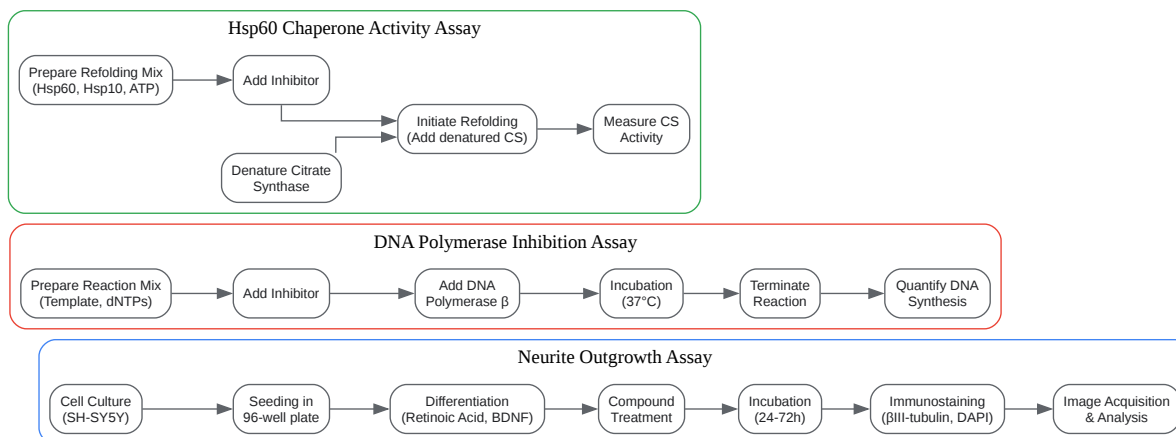 Hsp60 Chaperone Activity Assay
Prepare Refolding Mix
(Hsp60, Hsp10, ATP)
Add Inhibitor
Initiate Refolding
(Add denatured CS)
Measure CS
Activity
Denature Citrate
Synthase
DNA Polymerase Inhibition Assay
Prepare Reaction Mix
(Template, dNTPs)
Add Inhibitor
Add DNA
Polymerase β
Incubation
(37°C)
Terminate
Reaction
Quantify DNA
Synthesis
Neurite Outgrowth Assay
Cell Culture
(SH-SY5Y)
Seeding in
96-well plate
Differentiation
(Retinoic Acid, BDNF)
Compound
Treatment
Incubation
(24-72h)
Immunostaining
(βIII-tubulin, DAPI)
Image Acquisition
& Analysis